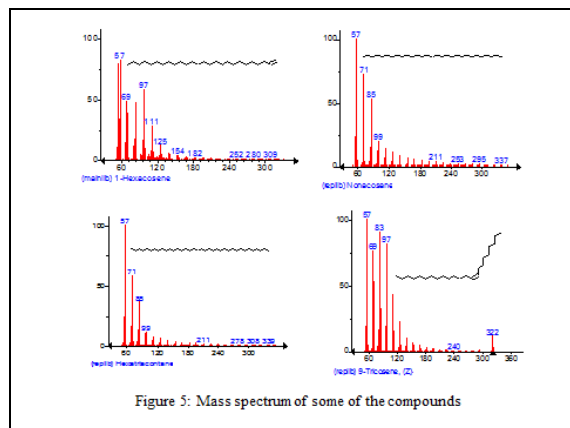 57
100
97
69
50
111
125
154
182
252 280 309
0
60 120 180 240 300
(mainlib) 1-Hexacosene
57
100
71
85
50
99
211
253 295 337
0
60 120 180 240 300
(replib) Nonacosane
57
100
71
85
50
99
211
278 308 339
0
60 120 180 240 300
(replib) Hexatriacontane
57
100
83
69
97
50
240
322
0
60 120 180 240 300 360
(replib) 9-Tricosene, (Z)
Figure 5: Mass spectrum of some of the compounds